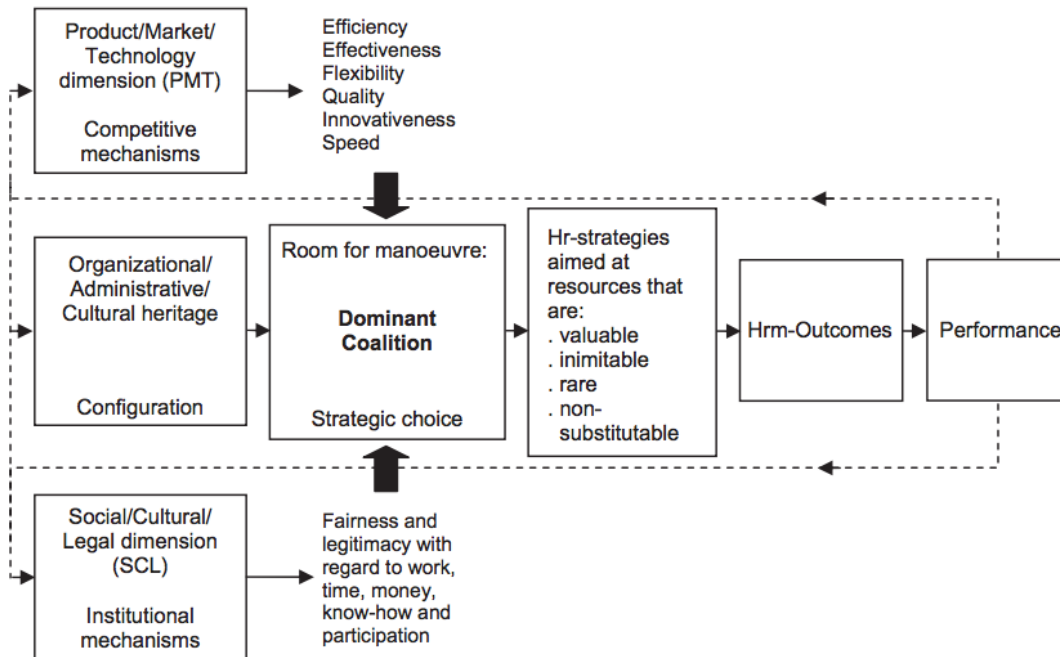 Product/Market/
Technology
dimension (PMT)
Competitive
mechanisms
Efficiency
Effectiveness
Flexibility
Quality
Innovativeness
Speed
Organizational/
Administrative/
Cultural heritage
Configuration
Room for manoeuvre:
Dominant
Coalition
Strategic choice
Hr-strategies
aimed at
resources that
are:
. valuable
. inimitable
. rare
. non-
substitutable
Hrm-Outcomes
Performance
Social/Cultural/
Legal dimension
(SCL)
Institutional
mechanisms
Fairness and
legitimacy with
regard to work,
time, money,
know-how and
participation